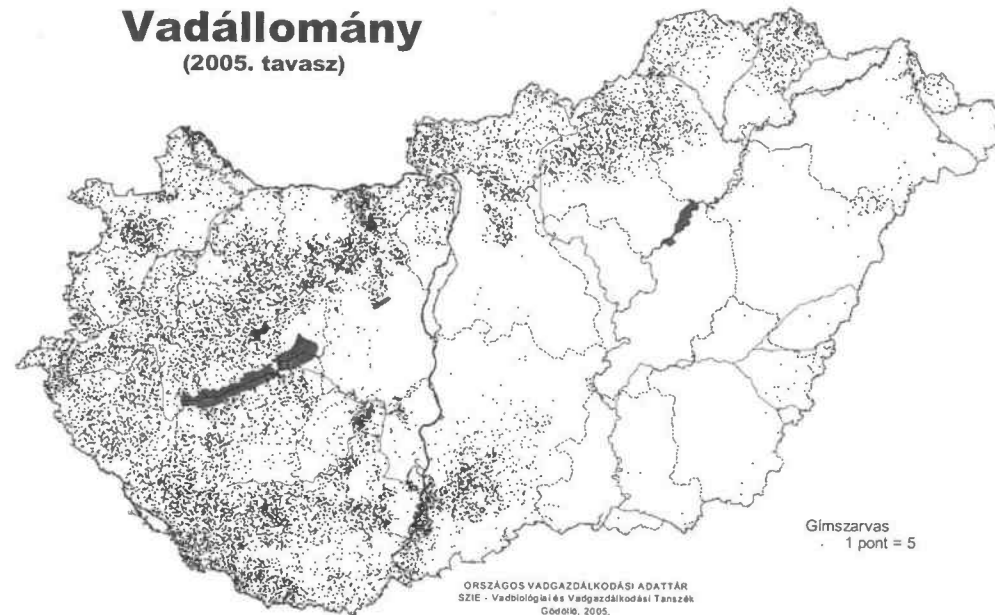 Vadállomány
(2005. tavasz)
Gímszarvas
. 1 pont = 5
ORSZÁGOS VADGAZDÁLKODÁSI ADATTÁR
SZIE - Vadbiológiai és Vadgazdálkodási Tanszék
Gödöllő, 2005.